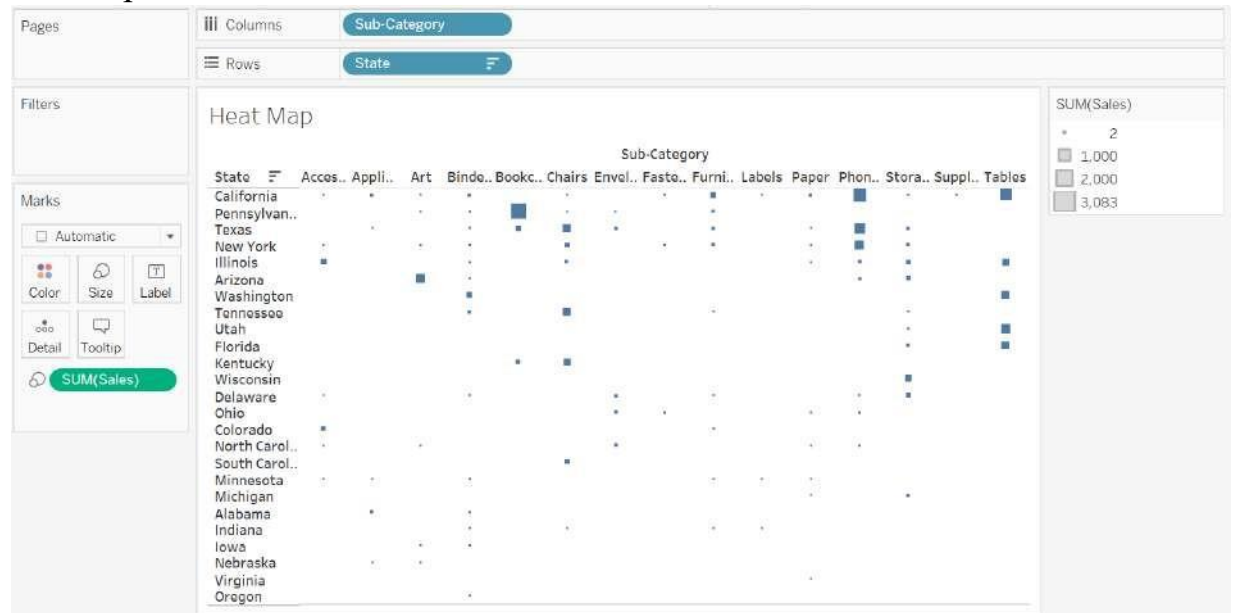 Pages
Columns
Sub-Category
Rows
State
Filters
Heat Map
SUM(Sales)
2
1,000
2,000
3,083
Sub-Category
State Acces.. Appli.. Art Binde.. Bookc.. Chairs Envel.. Faste.. Furni.. Labels Paper Phon.. Stora.. Suppl.. Tables
Marks
Automatic
Color Size Label
Detail Tooltip
SUM(Sales)
California
Pennsylvan..
Texas
New York
Illinois
Arizona
Washington
Tennessee
Utah
Florida
Kentucky
Wisconsin
Delaware
Ohio
Colorado
North Carol..
South Carol..
Minnesota
Michigan
Alabama
Indiana
Iowa
Nebraska
Virginia
Oregon